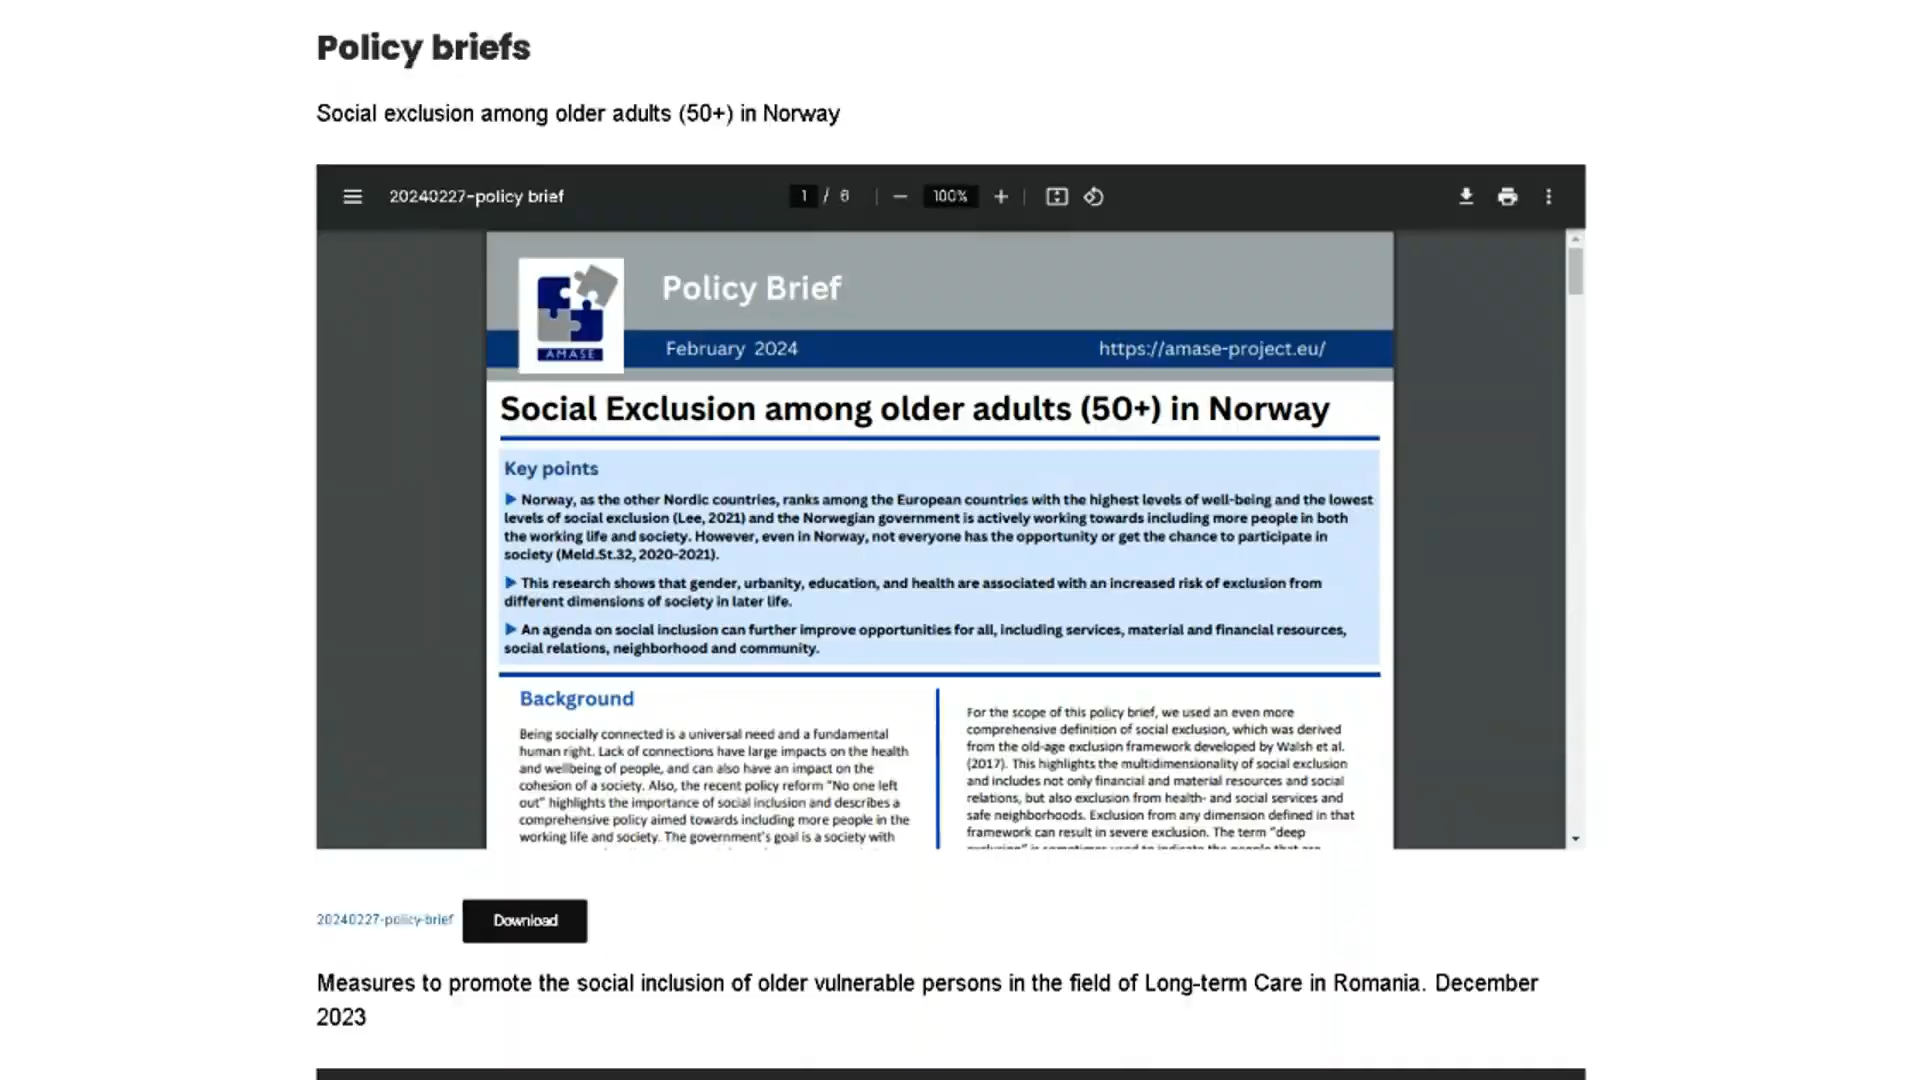 Policy briefs
Social exclusion among older adults (50+) in Norway
20240227-policy brief
1 / 6
100%
Policy Brief
AMASE
February 2024
https://amase-project.eu/
Social Exclusion among older adults (50+) in Norway
Key points
Norway, as the other Nordic countries, ranks among the European countries with the highest levels of well-being and the lowest
levels of social exclusion (Lee, 2021) and the Norwegian government is actively working towards including more people in both
the working life and society. However, even in Norway, not everyone has the opportunity or get the chance to participate in
society (Meld.St.32, 2020-2021).
This research shows that gender, urbanity, education, and health are associated with an increased risk of exclusion from
different dimensions of society in later life.
An agenda on social inclusion can further improve opportunities for all, including services, material and financial resources,
social relations, neighborhood and community.
Background
Being socially connected is a universal need and a fundamental
human right. Lack of connections have large impacts on the health
and wellbeing of people, and can also have an impact on the
cohesion of a society. Also, the recent policy reform "No one left
out" highlights the importance of social inclusion and describes a
comprehensive policy aimed towards including more people in the
working life and society. The government's goal is a society with
For the scope of this policy brief, we used an even more
comprehensive definition of social exclusion, which was derived
from the old-age exclusion framework developed by Walsh et al.
(2017). This highlights the multidimensionality of social exclusion
and includes not only financial and material resources and social
relations, but also exclusion from health- and social services and
safe neighborhoods. Exclusion from any dimension defined in that
framework can result in severe exclusion. The term "deep
exclusion" is sometimes used to indicate the people that are
20240227-policy-brief
Download
Measures to promote the social inclusion of older vulnerable persons in the field of Long-term Care in Romania. December
2023